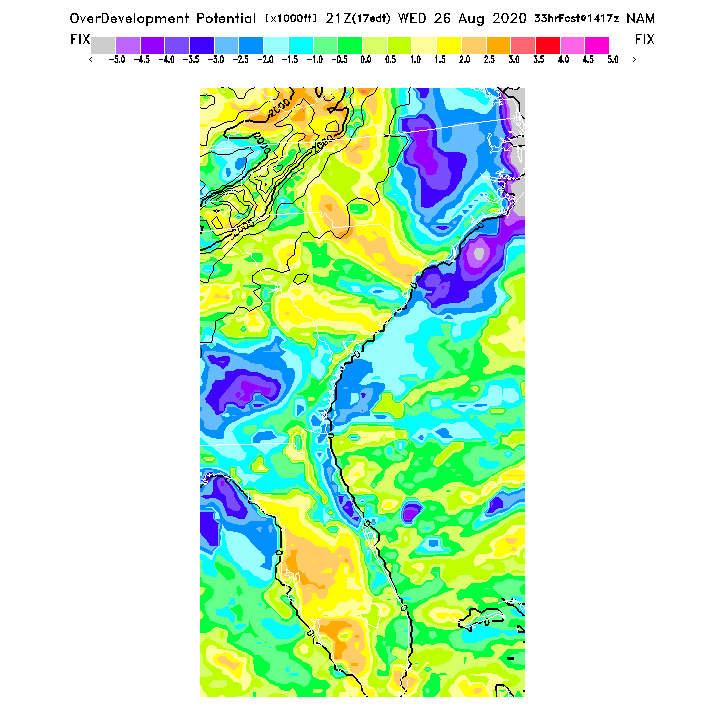 OverDevelopment Potential [x1000ft] 21Z(17edt) WED 26 Aug 2020 33hrFcst@1417z NAM
FIX FIX
< -5.0 -4.5 -4.0 -3.5 -3.0 -2.5 -2.0 -1.5 -1.0 -0.5 0.0 0.5 1.0 1.5 2.0 2.5 3.0 3.5 4.0 4.5 5.0 >
2000